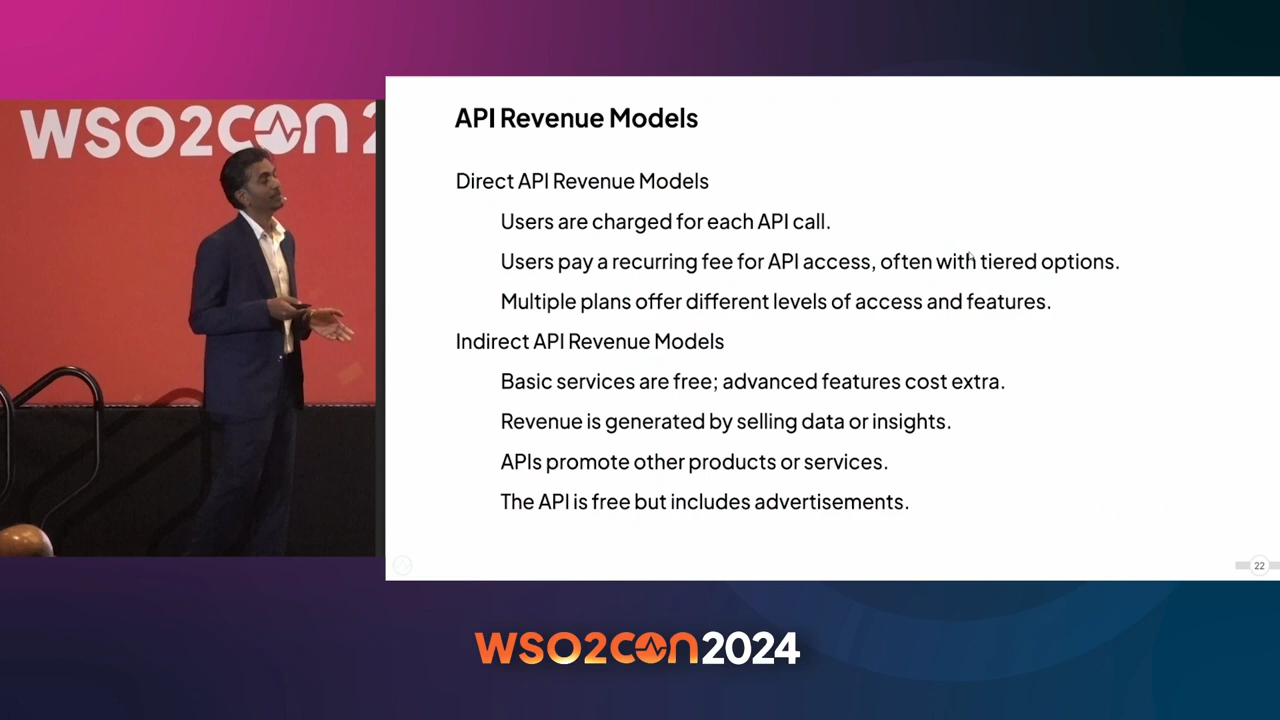 WSO2CON 2
API Revenue Models
Direct API Revenue Models
Users are charged for each API call.
Users pay a recurring fee for API access, often with tiered options.
Multiple plans offer different levels of access and features.
Indirect API Revenue Models
Basic services are free; advanced features cost extra.
Revenue is generated by selling data or insights.
APIs promote other products or services.
The API is free but includes advertisements.
22
WSO2CON 2024